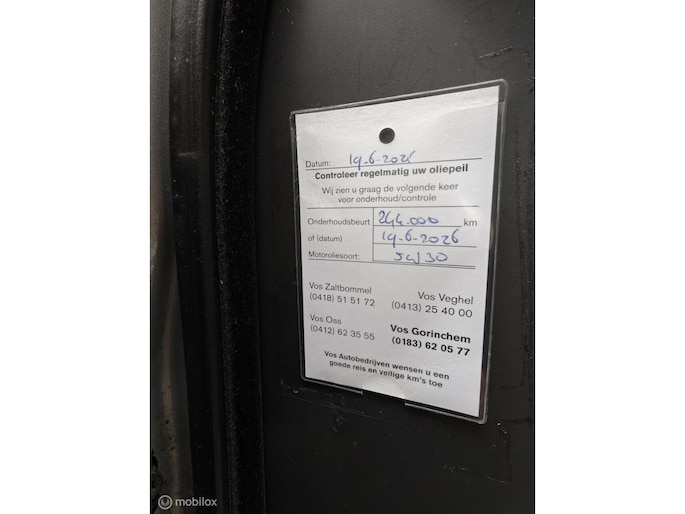 Datum: 19-6-2025
Controleer regelmatig uw oliepeil
Wij zien u graag de volgende keer
voor onderhoud/controle
Onderhoudsbeurt 244.000 km
of (datum) 19-6-2026
Motoroliesoort: 5W30
Vos Zaltbommel
(0418) 51 51 72
Vos Veghel
(0413) 25 40 00
Vos Oss
(0412) 62 35 55
Vos Gorinchem
(0183) 62 05 77
Vos Autobedrijven wensen u een
goede reis en veilige km's toe
mobilox